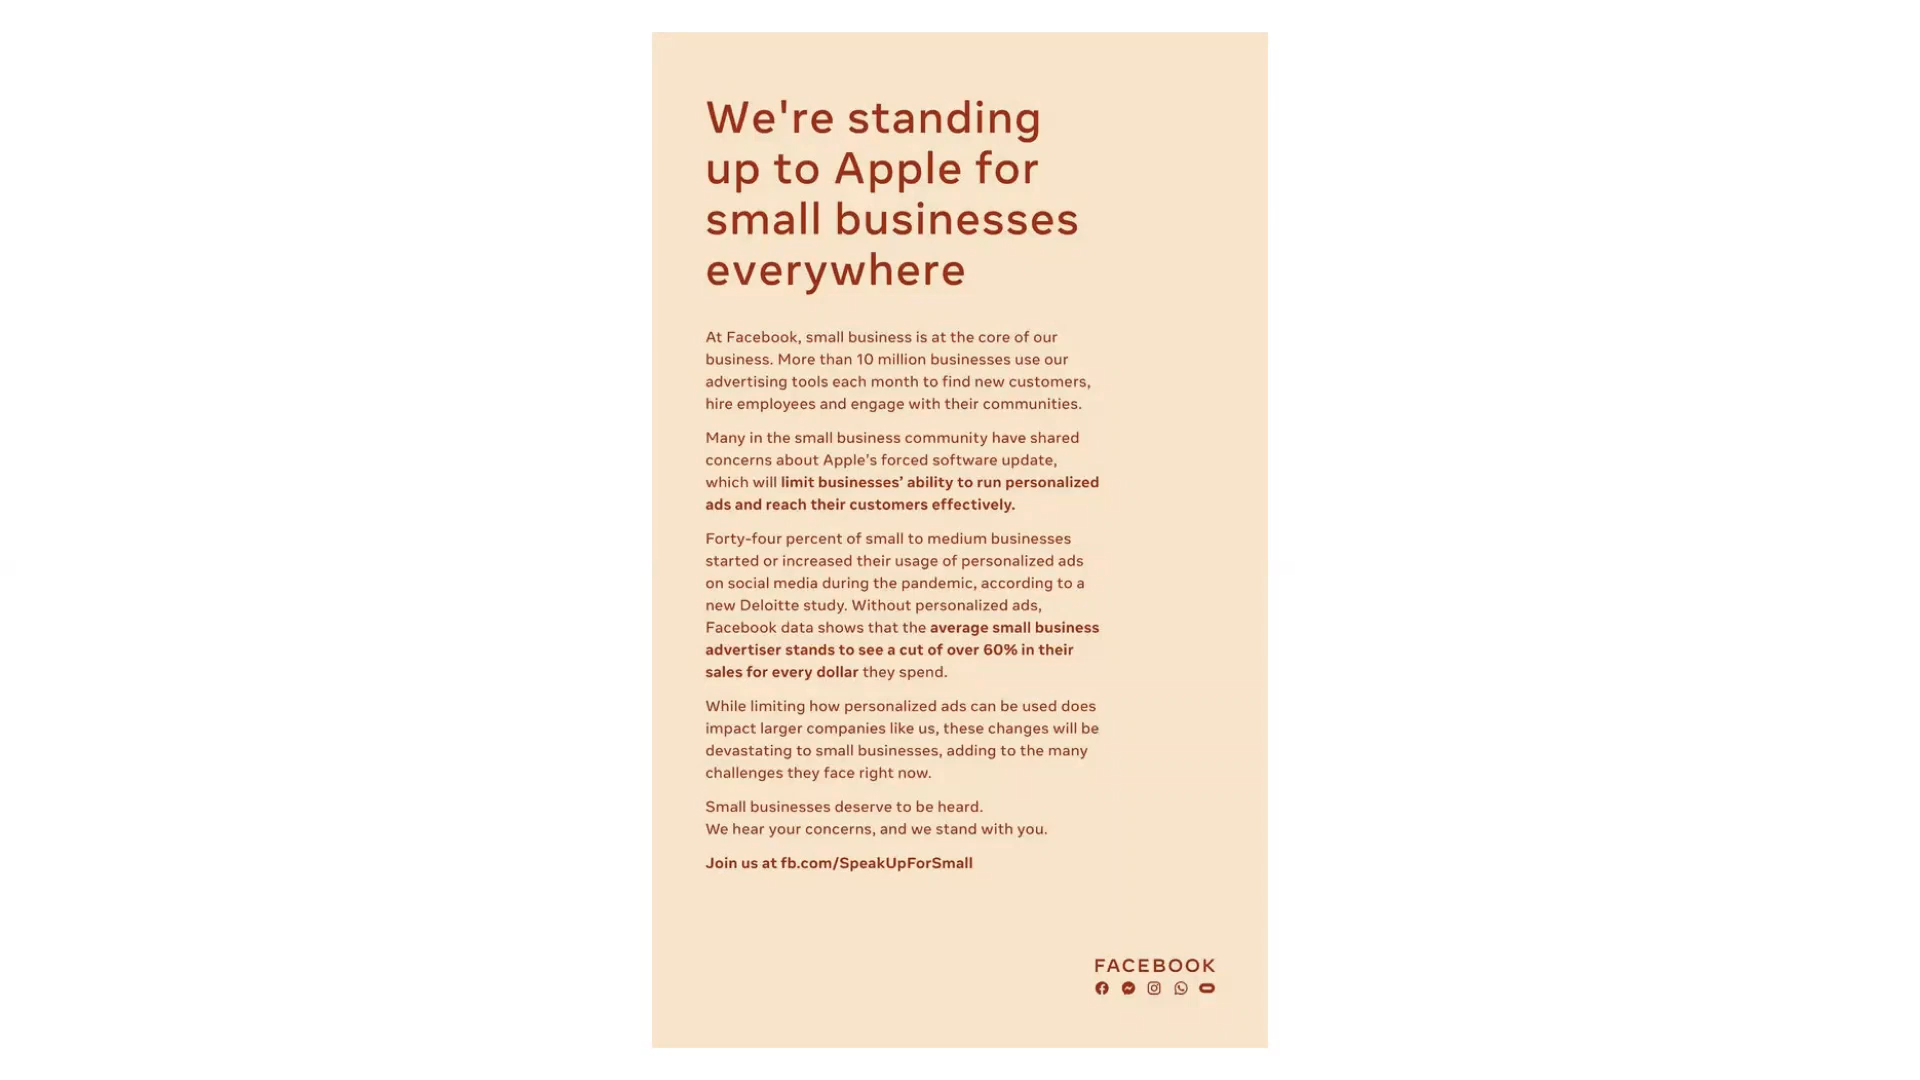 We're standing
up to Apple for
small businesses
everywhere
At Facebook, small business is at the core of our
business. More than 10 million businesses use our
advertising tools each month to find new customers,
hire employees and engage with their communities.
Many in the small business community have shared
concerns about Apple's forced software update,
which will limit businesses’ ability to run personalized
ads and reach their customers effectively.
Forty-four percent of small to medium businesses
started or increased their usage of personalized ads
on social media during the pandemic, according to a
new Deloitte study. Without personalized ads,
Facebook data shows that the average small business
advertiser stands to see a cut of over 60% in their
sales for every dollar they spend.
While limiting how personalized ads can be used does
impact larger companies like us, these changes will be
devastating to small businesses, adding to the many
challenges they face right now.
Small businesses deserve to be heard.
We hear your concerns, and we stand with you.
Join us at fb.com/SpeakUpForSmall
FACEBOOK